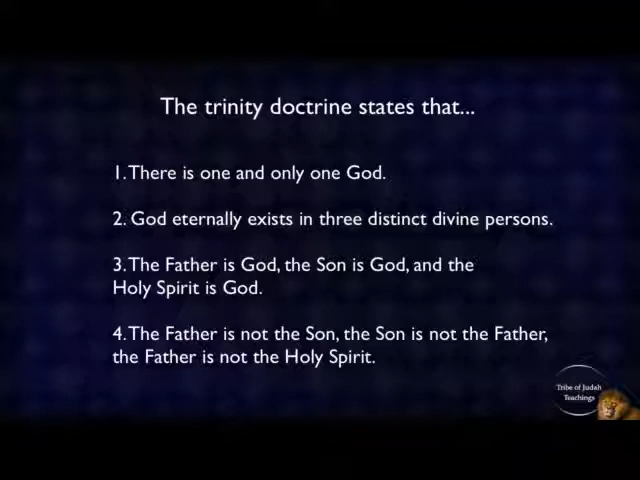 The trinity doctrine states that...
1. There is one and only one God.
2. God eternally exists in three distinct divine persons.
3. The Father is God, the Son is God, and the
Holy Spirit is God.
4. The Father is not the Son, the Son is not the Father,
the Father is not the Holy Spirit.
Tribe of Judah
Teachings